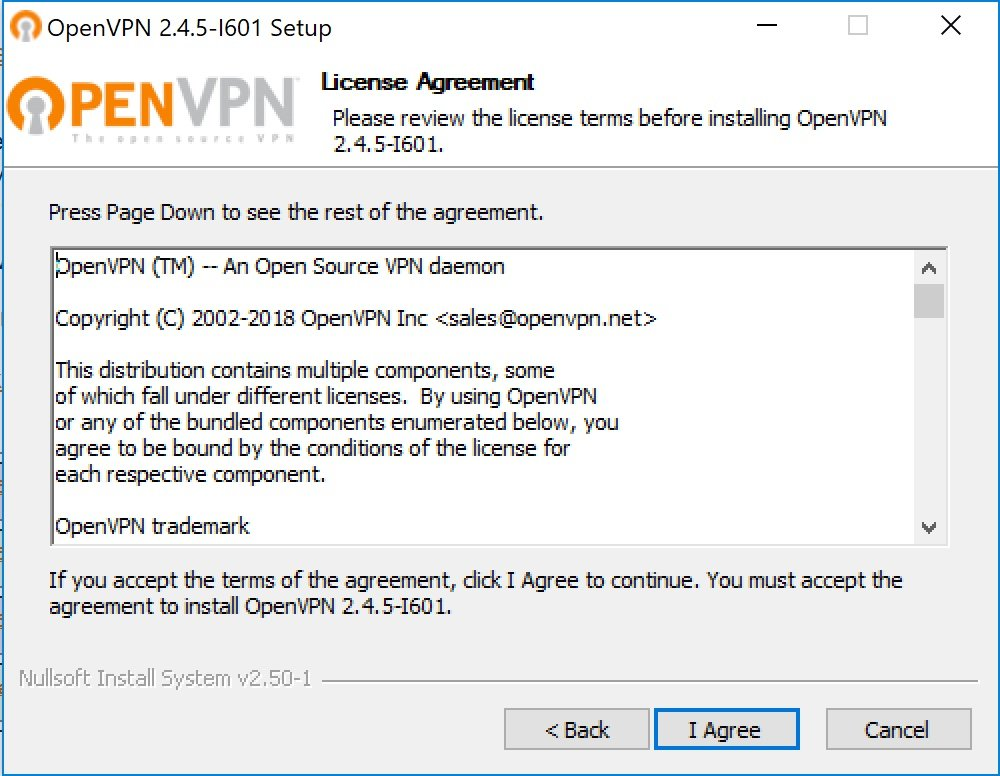 OpenVPN 2.4.5-I601 Setup
OPENVPN™
The open source VPN
License Agreement
Please review the license terms before installing OpenVPN
2.4.5-I601.
Press Page Down to see the rest of the agreement.
OpenVPN (TM) -- An Open Source VPN daemon
Copyright (C) 2002-2018 OpenVPN Inc <sales@openvpn.net>
This distribution contains multiple components, some
of which fall under different licenses.  By using OpenVPN
or any of the bundled components enumerated below, you
agree to be bound by the conditions of the license for
each respective component.
OpenVPN trademark
If you accept the terms of the agreement, click I Agree to continue. You must accept the
agreement to install OpenVPN 2.4.5-I601.
Nullsoft Install System v2.50-1
< Back
I Agree
Cancel